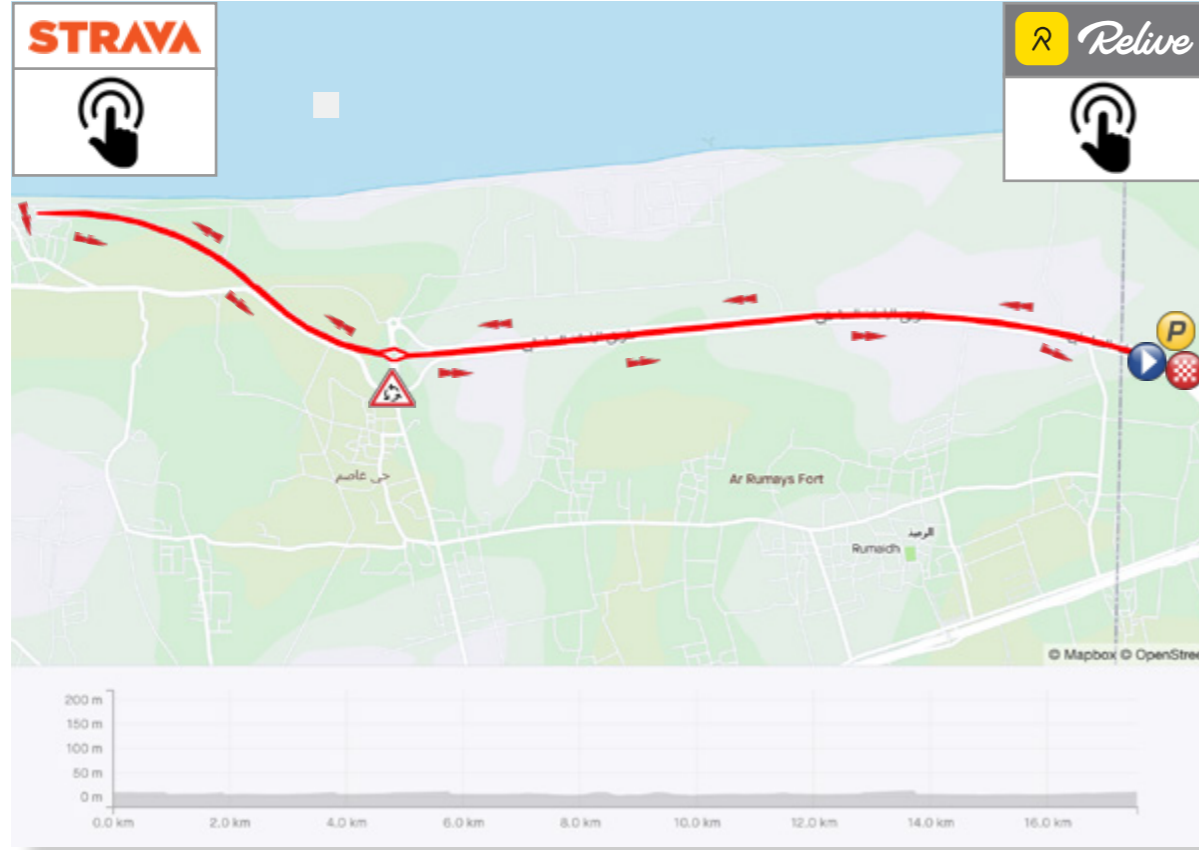 STRAVA
Relive
P
حي عاصم
Ar Rumays Fort
الرميد
Rumaidh
© Mapbox © OpenStree
200 m
150 m
100 m
50 m
0 m
0.0 km
2.0 km
4.0 km
6.0 km
8.0 km
10.0 km
12.0 km
14.0 km
16.0 km